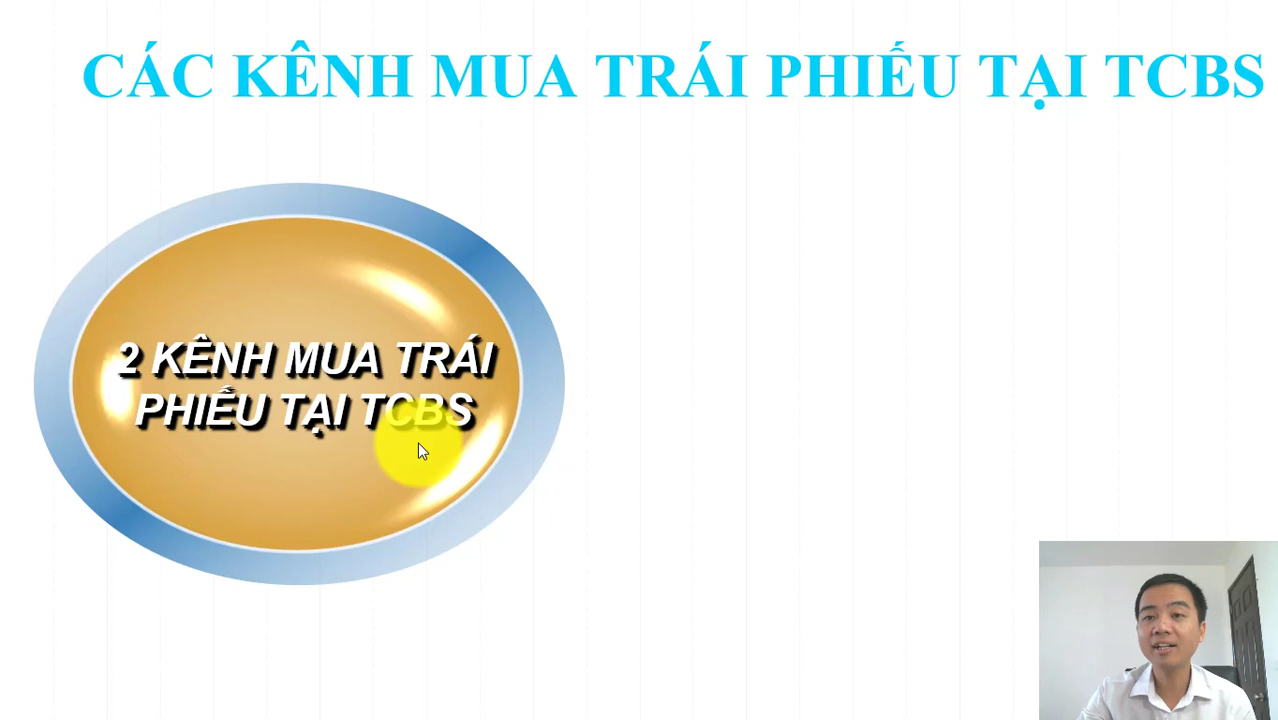 CÁC KÊNH MUA TRÁI PHIẾU TẠI TCBS
2 KÊNH MUA TRÁI
PHIẾU TẠI TCBS